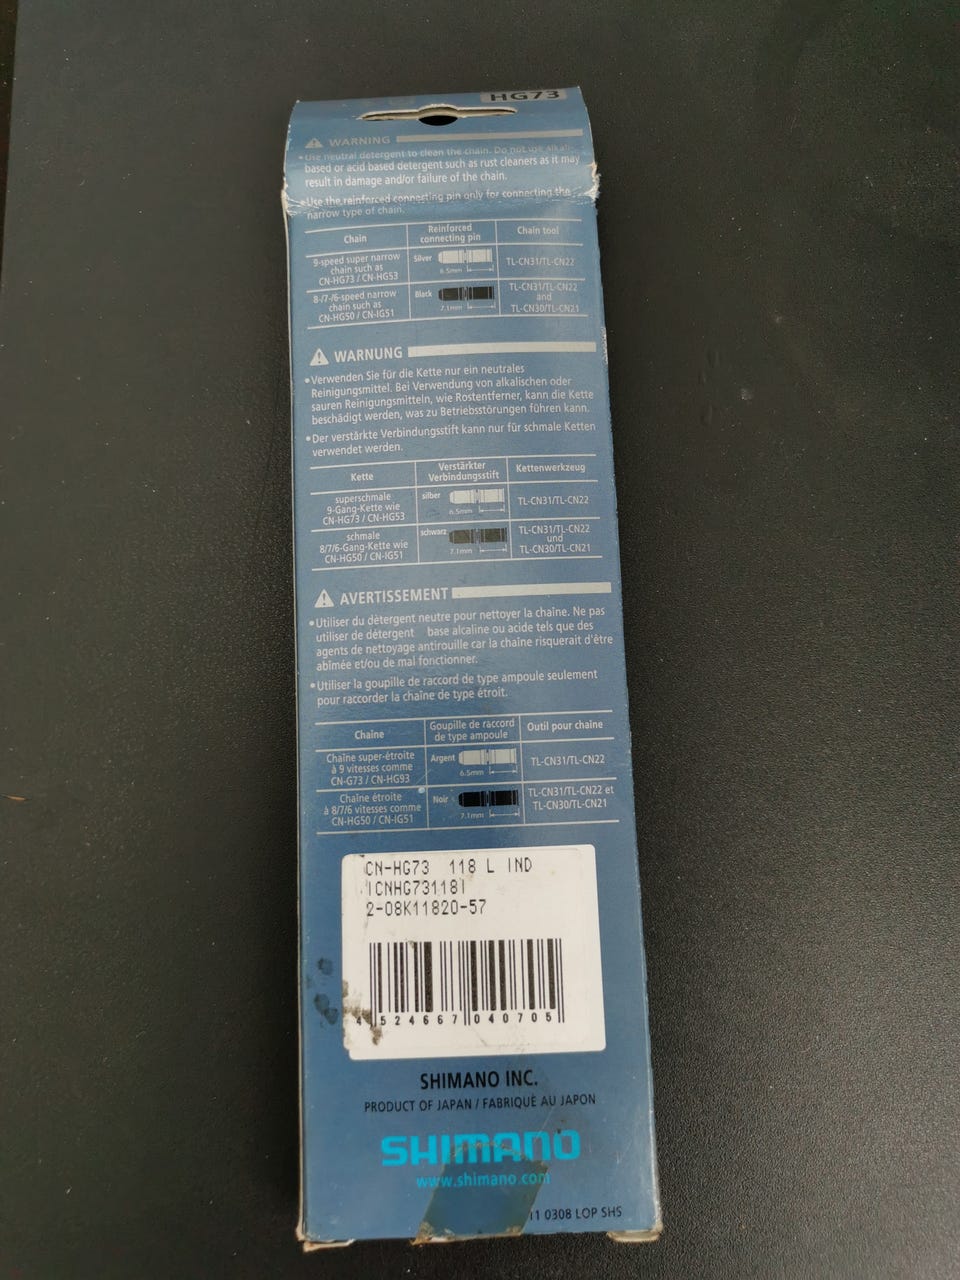 HG73
WARNING
•Use neutral detergent to clean the chain. Do not use alkali-
based or acid based detergent such as rust cleaners as it may
result in damage and/or failure of the chain.
•Use the reinforced connecting pin only for connecting the
narrow type of chain.
Chain
Reinforced
connecting pin
Chain tool
9-speed super narrow
chain such as
CN-HG73 / CN-HG53
Silver
6.5mm
TL-CN31/TL-CN22
8-/7-/6-speed narrow
chain such as
CN-HG50 / CN-IG51
Black
7.1mm
TL-CN31/TL-CN22
and
TL-CN30/TL-CN21
WARNUNG
•Verwenden Sie für die Kette nur ein neutrales
Reinigungsmittel. Bei Verwendung von alkalischen oder
sauren Reinigungsmitteln, wie Rostentferner, kann die Kette
beschädigt werden, was zu Betriebsstörungen führen kann.
•Der verstärkte Verbindungsstift kann nur für schmale Ketten
verwendet werden.
Kette
Verstärkter
Verbindungsstift
Kettenwerkzeug
superschmale
9-Gang-Kette wie
CN-HG73 / CN-HG53
silber
6.5mm
TL-CN31/TL-CN22
schmale
8/7/6-Gang-Kette wie
CN-HG50 / CN-IG51
schwarz
7.1mm
TL-CN31/TL-CN22
und
TL-CN30/TL-CN21
AVERTISSEMENT
•Utiliser du dètergent neutre pour nettoyer la chaîne. Ne pas
utiliser de détergent base alcaline ou acide tels que des
agents de nettoyage antirouille car la chaîne risquerait d'être
abîmée et/ou de mal fonctionner.
•Utiliser la goupille de raccord de type ampoule seulement
pour raccorder la chaîne de type étroit.
Chaîne
Goupille de raccord
de type ampoule
Outil pour chaîne
Chaîne super-étroite
à 9 vitesses comme
CN-G73 / CN-HG93
Argent
6.5mm
TL-CN31/TL-CN22
Chaîne étroite
à 8/7/6 vitesses comme
CN-HG50 / CN-IG51
Noir
7.1mm
TL-CN31/TL-CN22 et
TL-CN30/TL-CN21
CN-HG73 118 L IND
ICNHG73118I
2-08K11820-57
4 524667 040705
SHIMANO INC.
PRODUCT OF JAPAN / FABRIQUÈ AU JAPON
SHIMANO
www.shimano.com
11 0308 LOP SHS